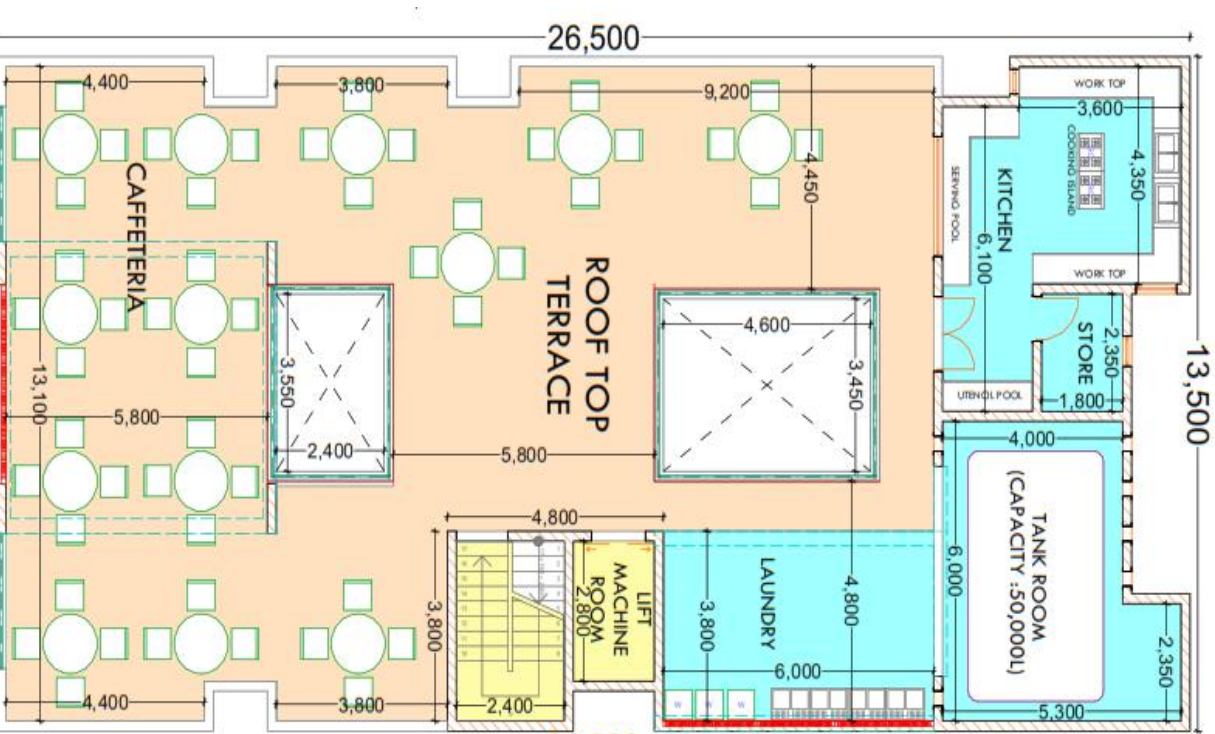 26,500
4,400
3,800
9,200
WORK TOP
3,600
COOKING ISLAND
4,350
4,450
SERVING POOL
KITCHEN
6,100
CAFFETERIA
WORK TOP
ROOF TOP
TERRACE
4,600
3,450
3,550
2,350
STORE
13,500
13,100
5,800
UTENOL POOL
1,800
2,400
5,800
4,000
TANK ROOM
(CAPACITY :50,000L)
4,800
6,000
LIFT
MACHINE
ROOM
2,800
LAUNDRY
4,800
3,800
3,800
2,350
6,000
W W W
4,400
3,800
2,400
5,300